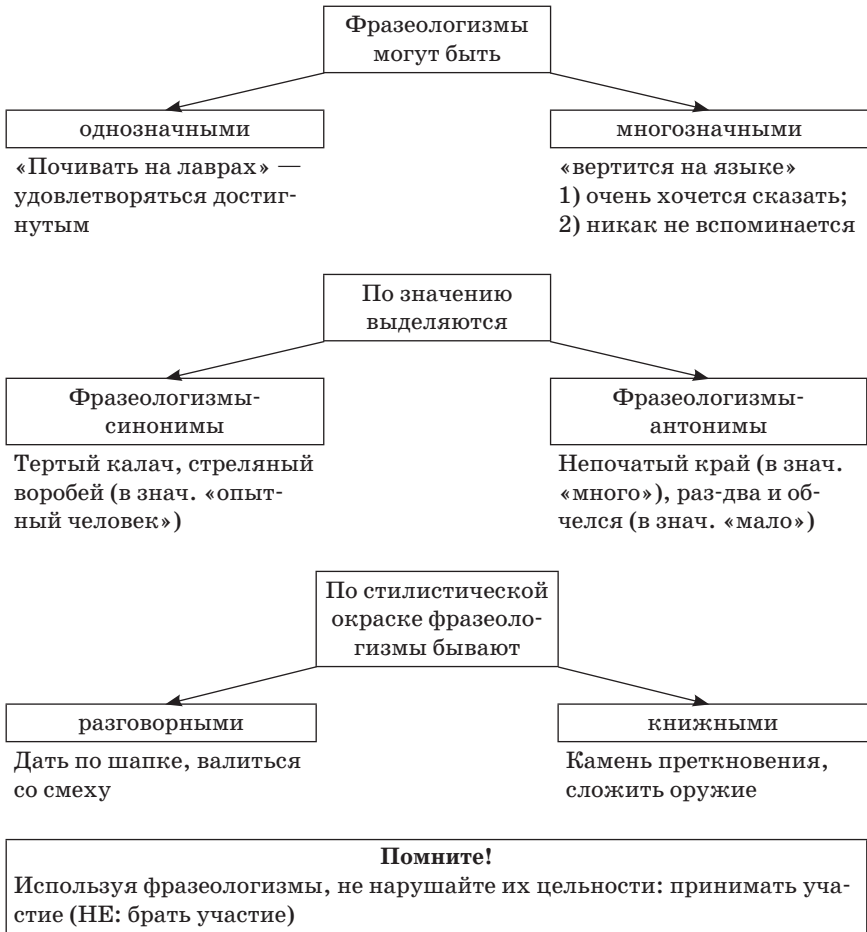 Фразеологизмы
могут быть
однозначными
многозначными
«Почивать на лаврах» —
удовлетворяться достиг-
нутым
«вертится на языке»
1) очень хочется сказать;
2) никак не вспоминается
По значению
выделяются
Фразеологизмы-
синонимы
Фразеологизмы-
антонимы
Тертый калач, стреляный
воробей (в знач. «опыт-
ный человек»)
Непочатый край (в знач.
«много»), раз-два и об-
челся (в знач. «мало»)
По стилистической
окраске фразеоло-
гизмы бывают
разговорными
книжными
Дать по шапке, валиться
со смеху
Камень преткновения,
сложить оружие
Помните!
Используя фразеологизмы, не нарушайте их цельности: принимать уча-
стие (НЕ: брать участие)